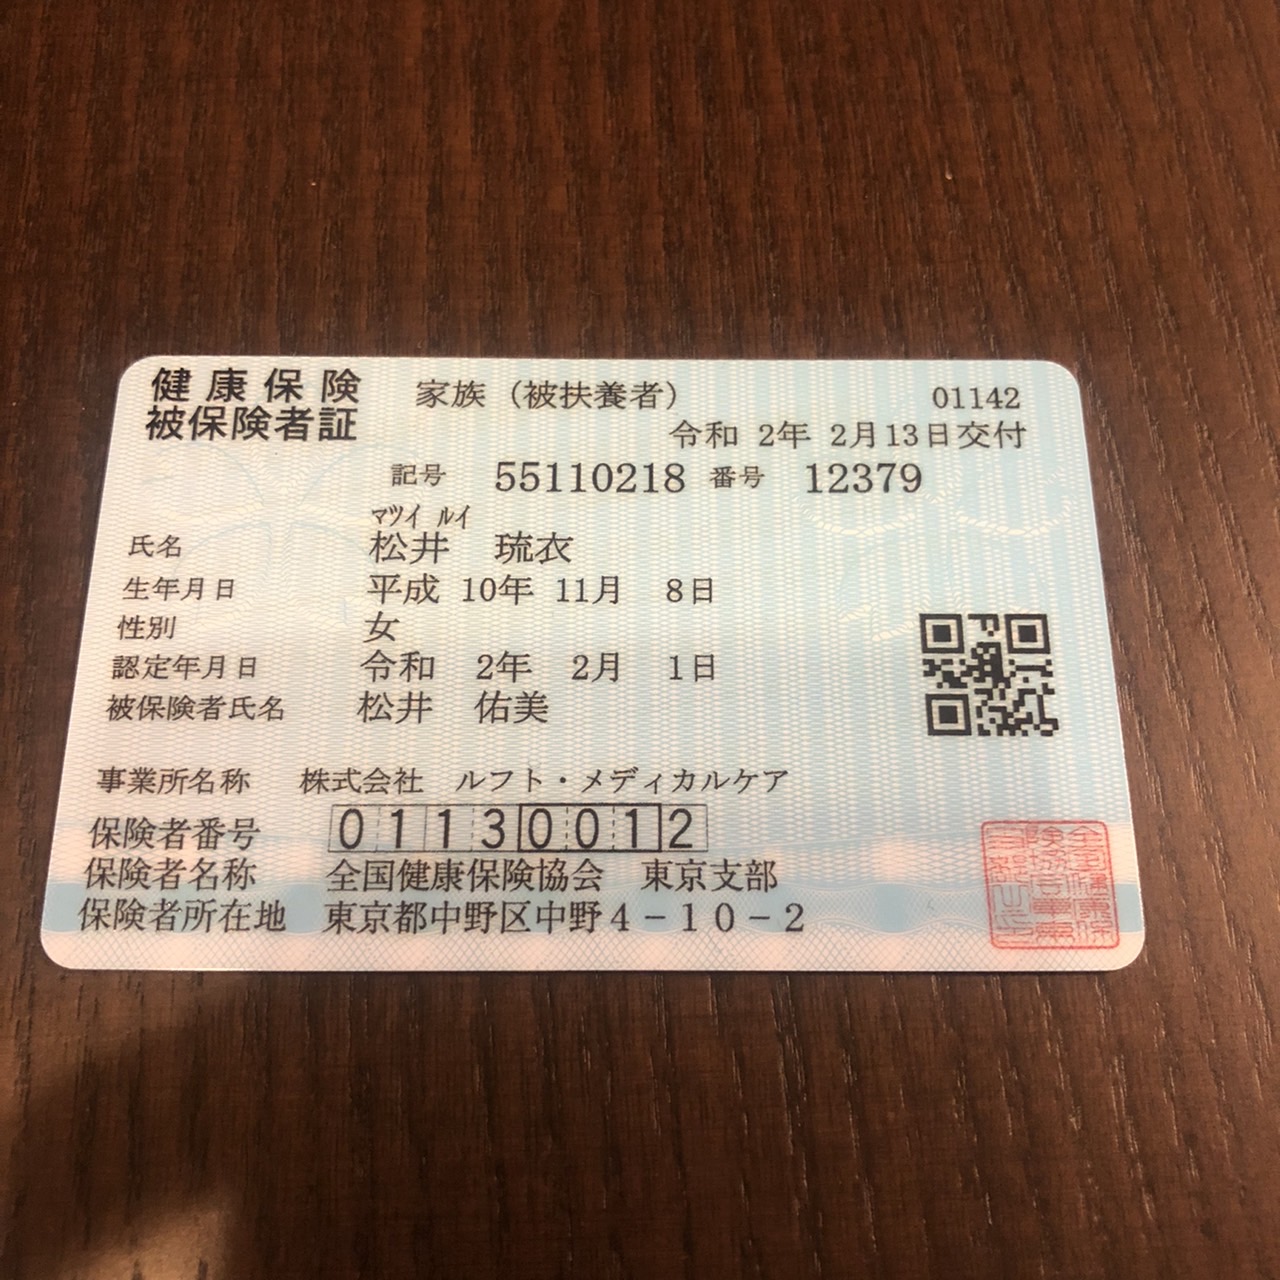 健康保険 家族（被扶養者） 01142
被保険者証
令和 2年 2月13日交付
記号 55110218 番号 12379
マツイ ルイ
氏名 松井 琉衣
生年月日 平成 10年 11月 8日
性別 女
認定年月日 令和 2年 2月 1日
被保険者氏名 松井 佑美
事業所名称 株式会社 ルフト・メディカルケア
保険者番号 01130012
保険者名称 全国健康保険協会 東京支部
保険者所在地 東京都中野区中野4－10－2